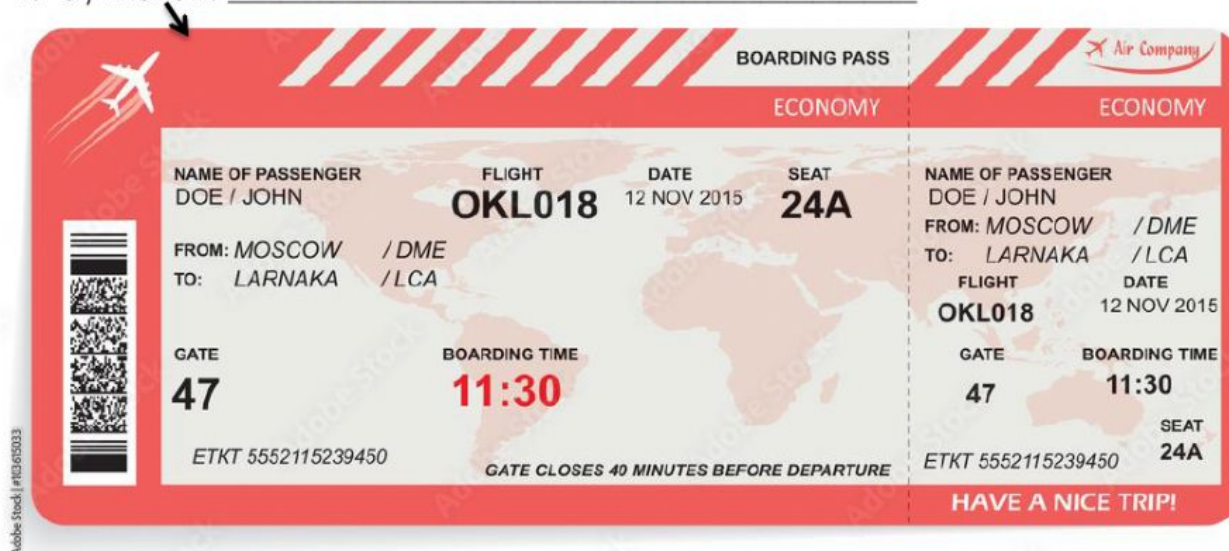 BOARDING PASS
Air Company
ECONOMY
ECONOMY
NAME OF PASSENGER
DOE / JOHN
FLIGHT
OKL018
DATE
12 NOV 2015
SEAT
24A
FROM: MOSCOW / DME
TO: LARNAKA / LCA
GATE
47
BOARDING TIME
11:30
ETKT 5552115239450
GATE CLOSES 40 MINUTES BEFORE DEPARTURE
NAME OF PASSENGER
DOE / JOHN
FROM: MOSCOW / DME
TO: LARNAKA / LCA
FLIGHT
OKL018
DATE
12 NOV 2015
GATE
47
BOARDING TIME
11:30
SEAT
24A
ETKT 5552115239450
HAVE A NICE TRIP!
Adobe Stock | #163615033